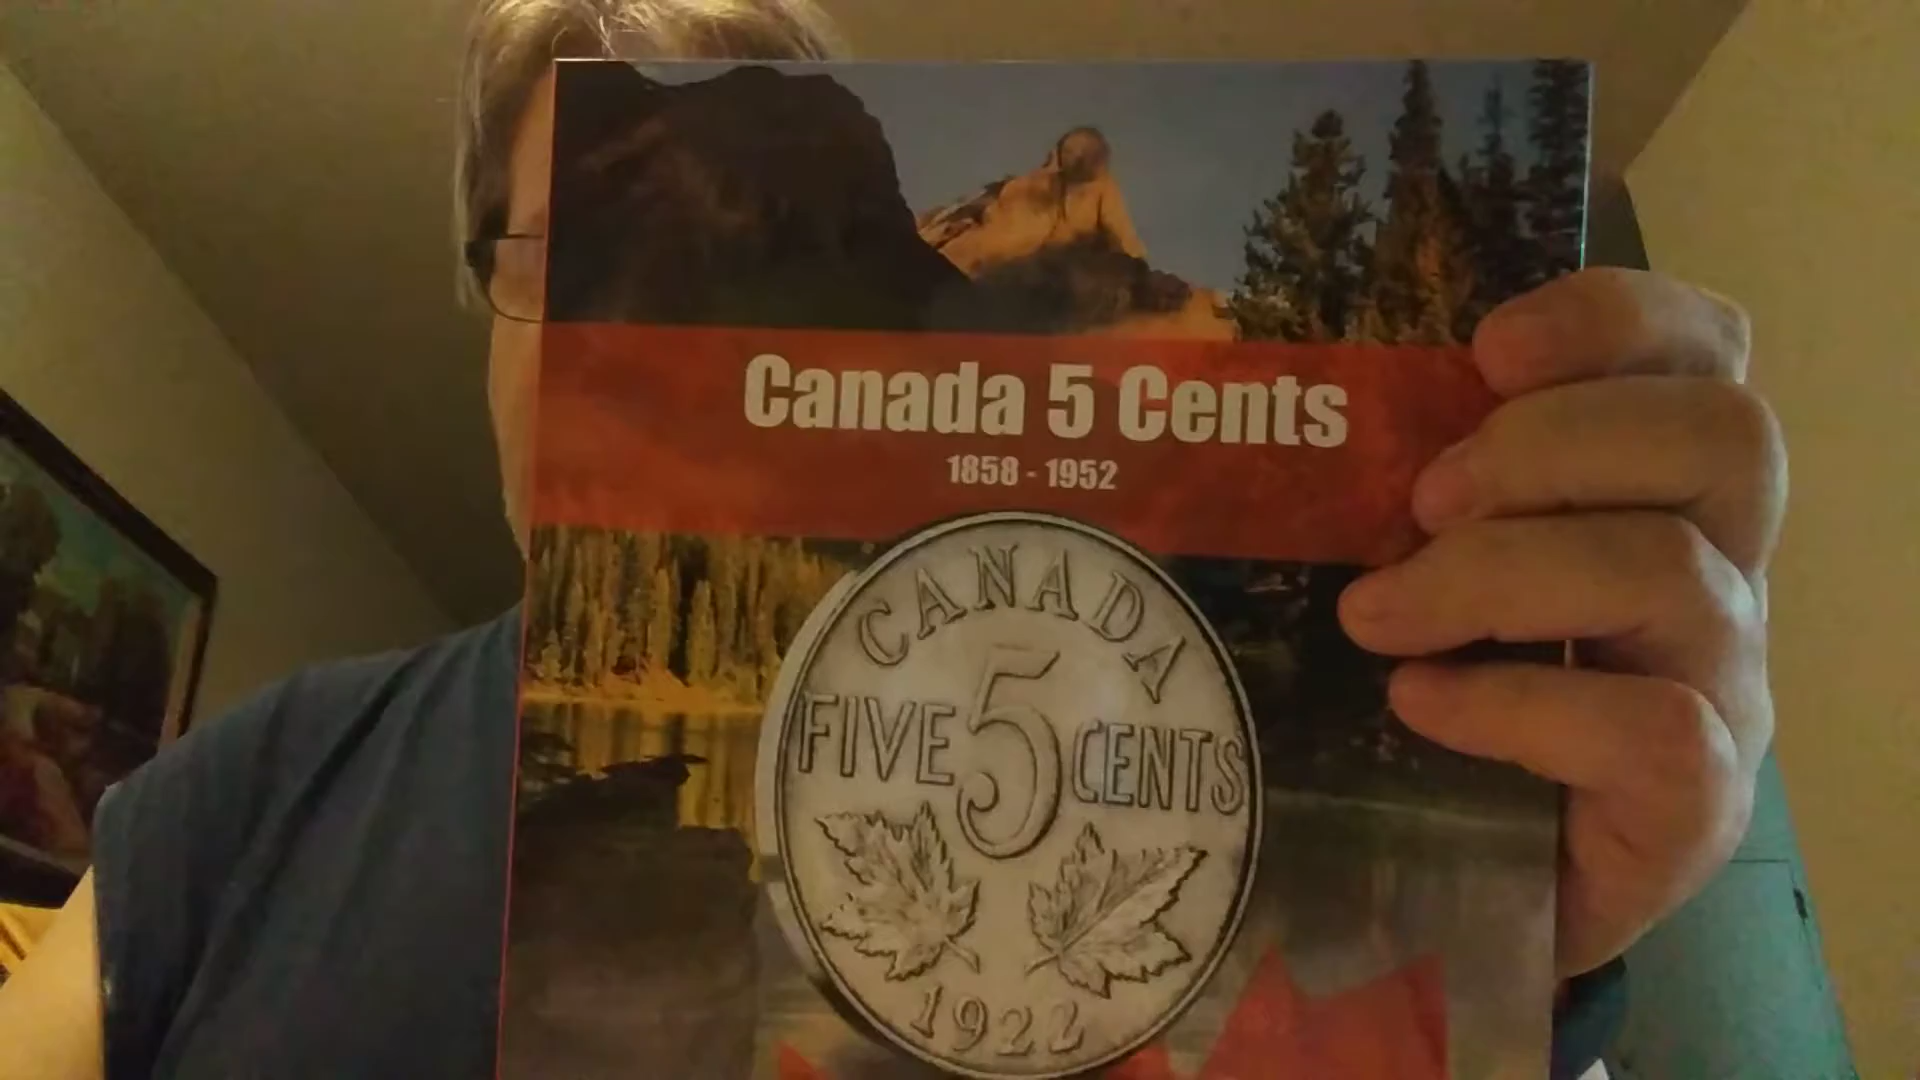 Canada 5 Cents
1858 - 1952
CANADA
FIVE 5 CENTS
1922